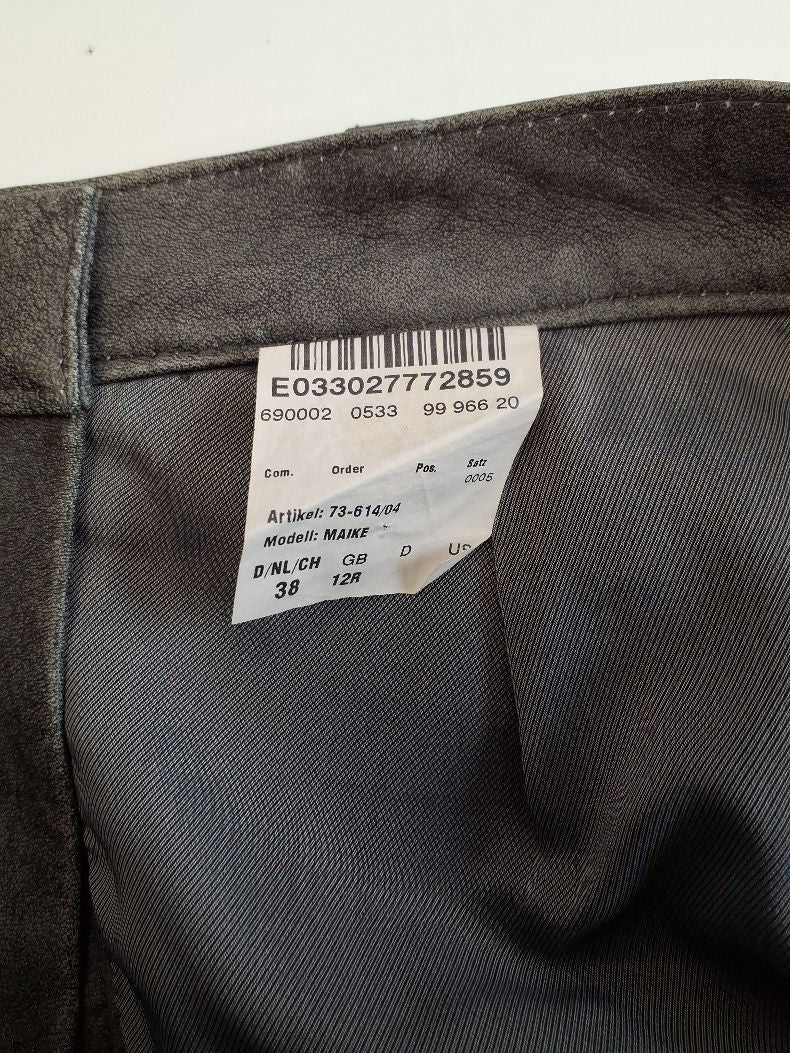 E033027772859
690002 0533 99 966 20
Com. Order Pos. Satz
0005
Artikel: 73-614/04
Modell: MAIKE
D/NL/CH GB D US
38 12R